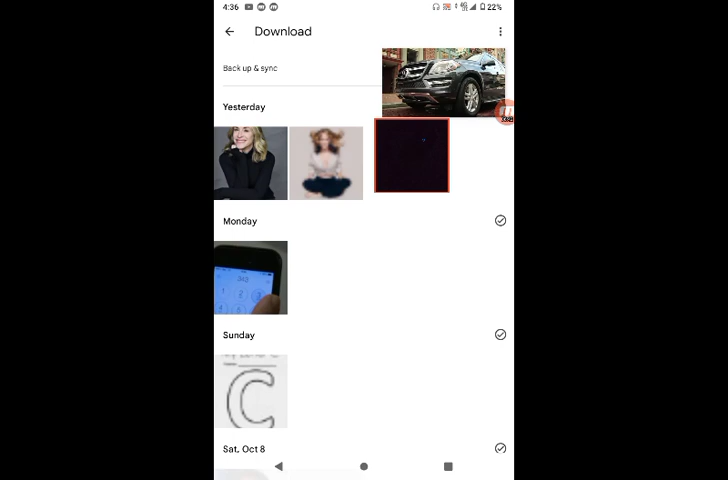 4:36
22%
Download
Back up & sync
Yesterday
Monday
Sunday
C
Sat, Oct 8